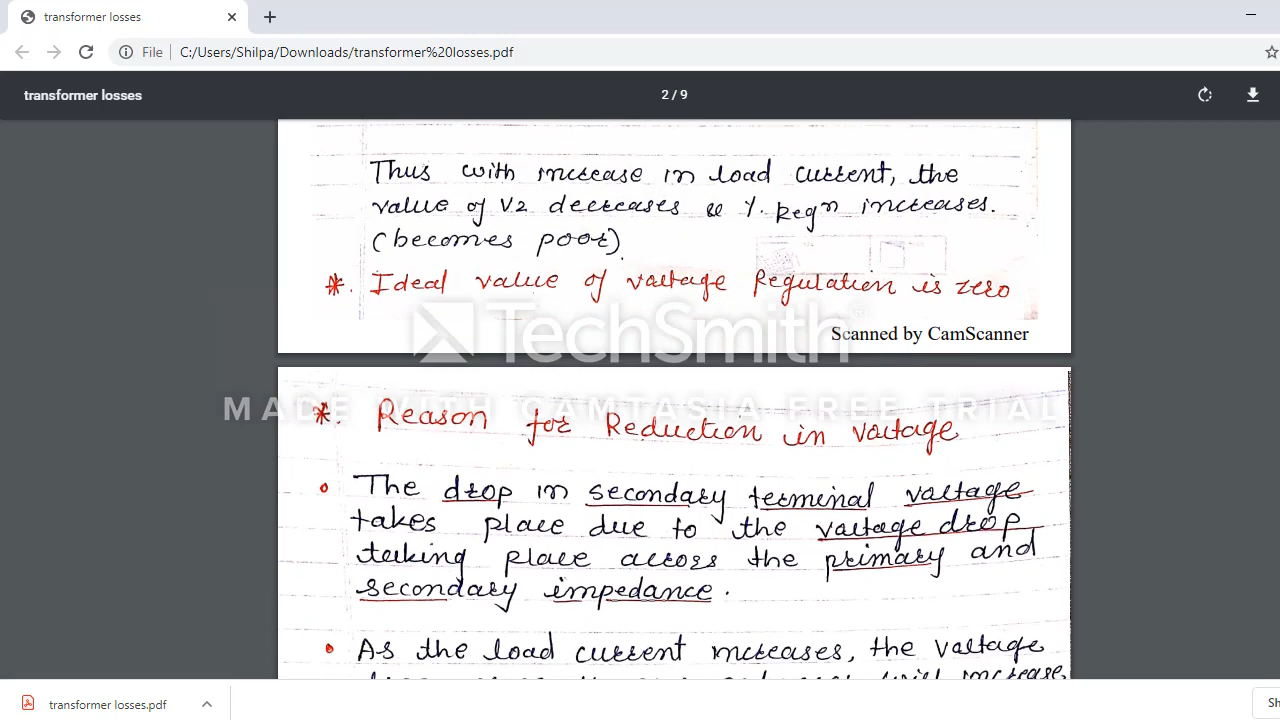 transformer losses
File
C:/Users/Shilpa/Downloads/transformer%20losses.pdf
transformer losses
2 / 9
Thus with increase in load current, the
value of V2 decreases & %. Regn increases.
(becomes poor).
*. Ideal value of voltage Regulation is zero
TechSmith
Scanned by CamScanner
MADE WITH CAMTASIA FREE TRIAL
*. Reason for Reduction in voltage
The drop in secondary terminal voltage
takes place due to the voltage drop
taking place across the primary and
secondary impedance.
As the load current increases, the voltage
increase
transformer losses.pdf
Sh